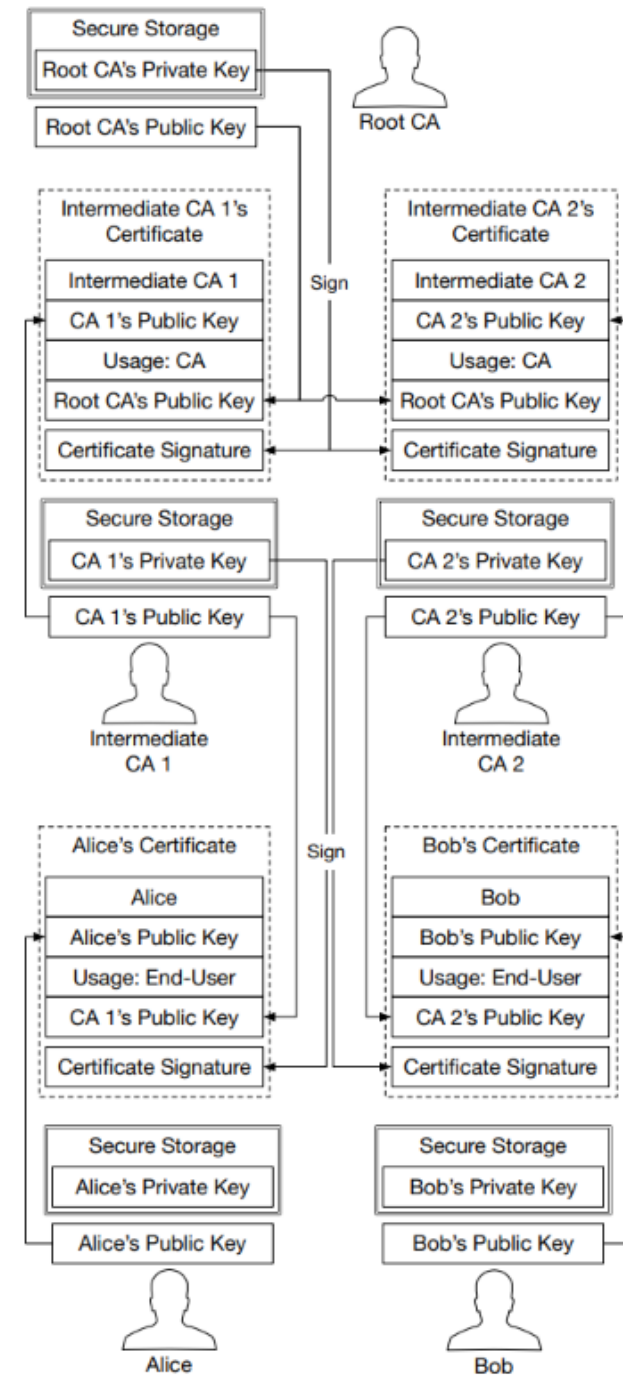 Secure Storage
Root CA's Private Key
Root CA's Public Key
Root CA
Intermediate CA 1's
Certificate
Intermediate CA 1
CA 1's Public Key
Usage: CA
Root CA's Public Key
Certificate Signature
Sign
Intermediate CA 2's
Certificate
Intermediate CA 2
CA 2's Public Key
Usage: CA
Root CA's Public Key
Certificate Signature
Secure Storage
CA 1's Private Key
CA 1's Public Key
Intermediate
CA 1
Secure Storage
CA 2's Private Key
CA 2's Public Key
Intermediate
CA 2
Alice's Certificate
Alice
Alice's Public Key
Usage: End-User
CA 1's Public Key
Certificate Signature
Sign
Bob's Certificate
Bob
Bob's Public Key
Usage: End-User
CA 2's Public Key
Certificate Signature
Secure Storage
Alice's Private Key
Alice's Public Key
Alice
Secure Storage
Bob's Private Key
Bob's Public Key
Bob